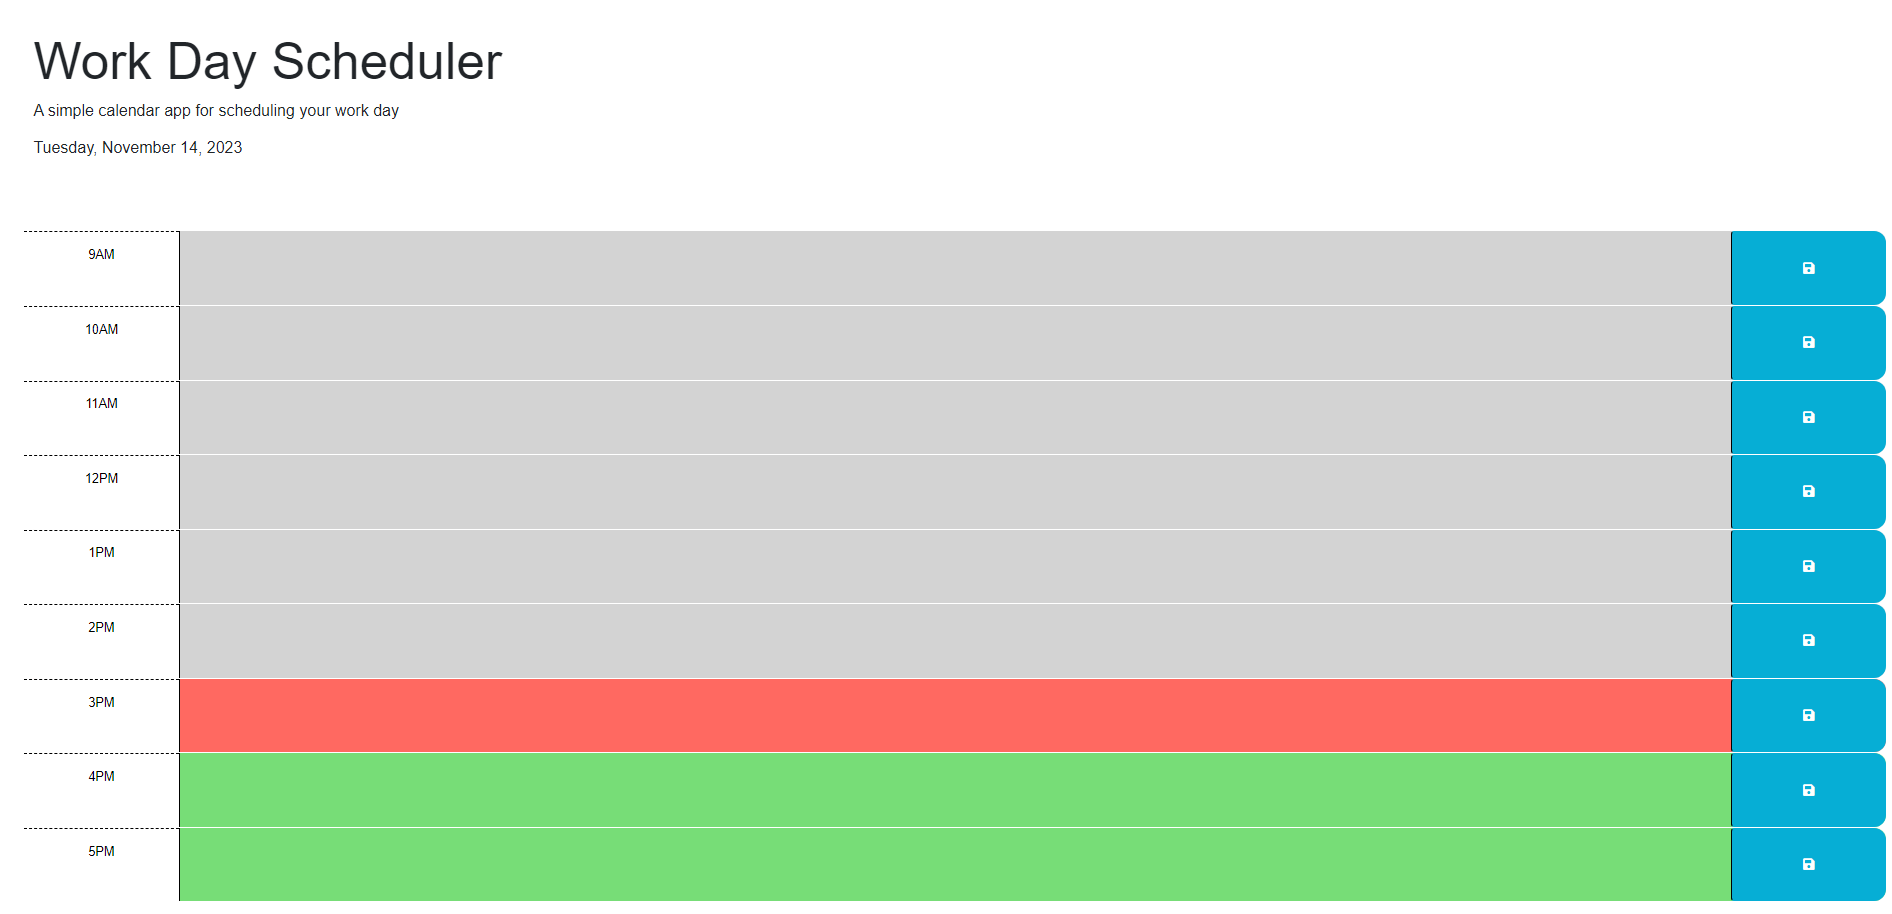 Work Day Scheduler
A simple calendar app for scheduling your work day
Tuesday, November 14, 2023
9AM
10AM
11AM
12PM
1PM
2PM
3PM
4PM
5PM